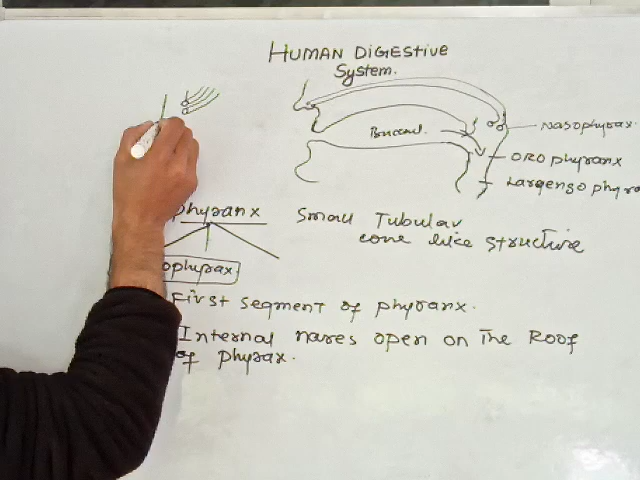 HUMAN DIGESTIVE
System.
Buccal.
Nasophyrax.
ORO phyranx
Laryngo phyra
phyranx
Small Tubular
cone like structure
ophyrax
First segment of phyranx.
Internal nares open on The Roof
of phyrax.